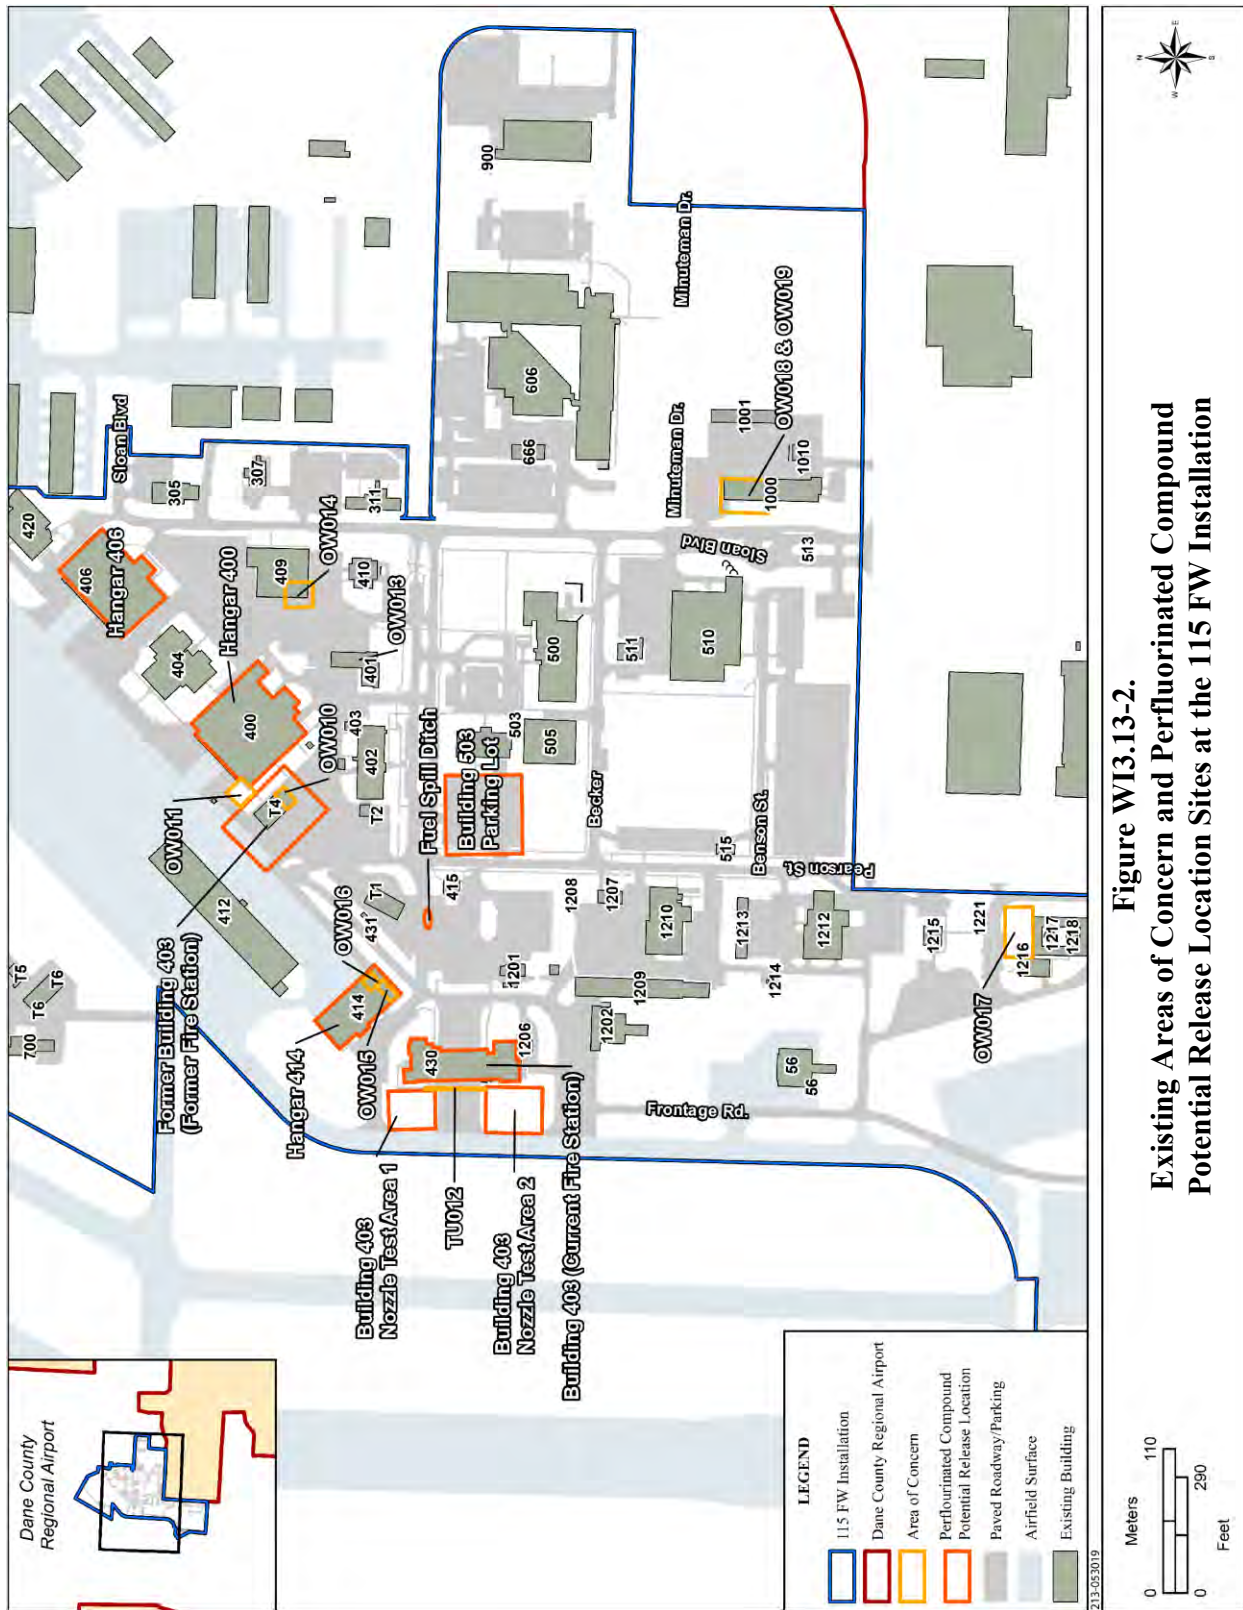 Dane County
Regional Airport
LEGEND
115 FW Installation
Dane County Regional Airport
Area of Concern
Perflourinated Compound
Potential Release Location
Paved Roadway/Parking
Airfield Surface
Existing Building
213-053019
Meters
0
110
0
290
Feet
N
E
S
W
Figure WI3.13-2.
Existing Areas of Concern and Perfluorinated Compound
Potential Release Location Sites at the 115 FW Installation
700
T6
T5
T6
Former Building 403
(Former Fire Station)
412
OW011
T4
OW010
400
Hangar 400
404
406
Hangar 406
420
Sloan Blvd
305
307
311
OW014
409
410
OW013
401
403
402
T2
T1
431
OW016
414
Hangar 414
OW015
430
Building 403
Nozzle Test Area 1
TU012
Building 403
Nozzle Test Area 2
Building 403 (Current Fire Station)
1206
1201
415
Fuel Spill Ditch
Building 503
Parking Lot
503
505
500
511
510
Becker
515
Benson St.
Pearson St.
1208
1207
1210
1209
1202
1213
1212
1214
56
56
Frontage Rd.
1215
1221
OW017
1216
1217
1218
Sloan Blvd
513
Minuteman Dr.
Minuteman Dr.
1000
1001
1010
OW018 & OW019
666
606
900